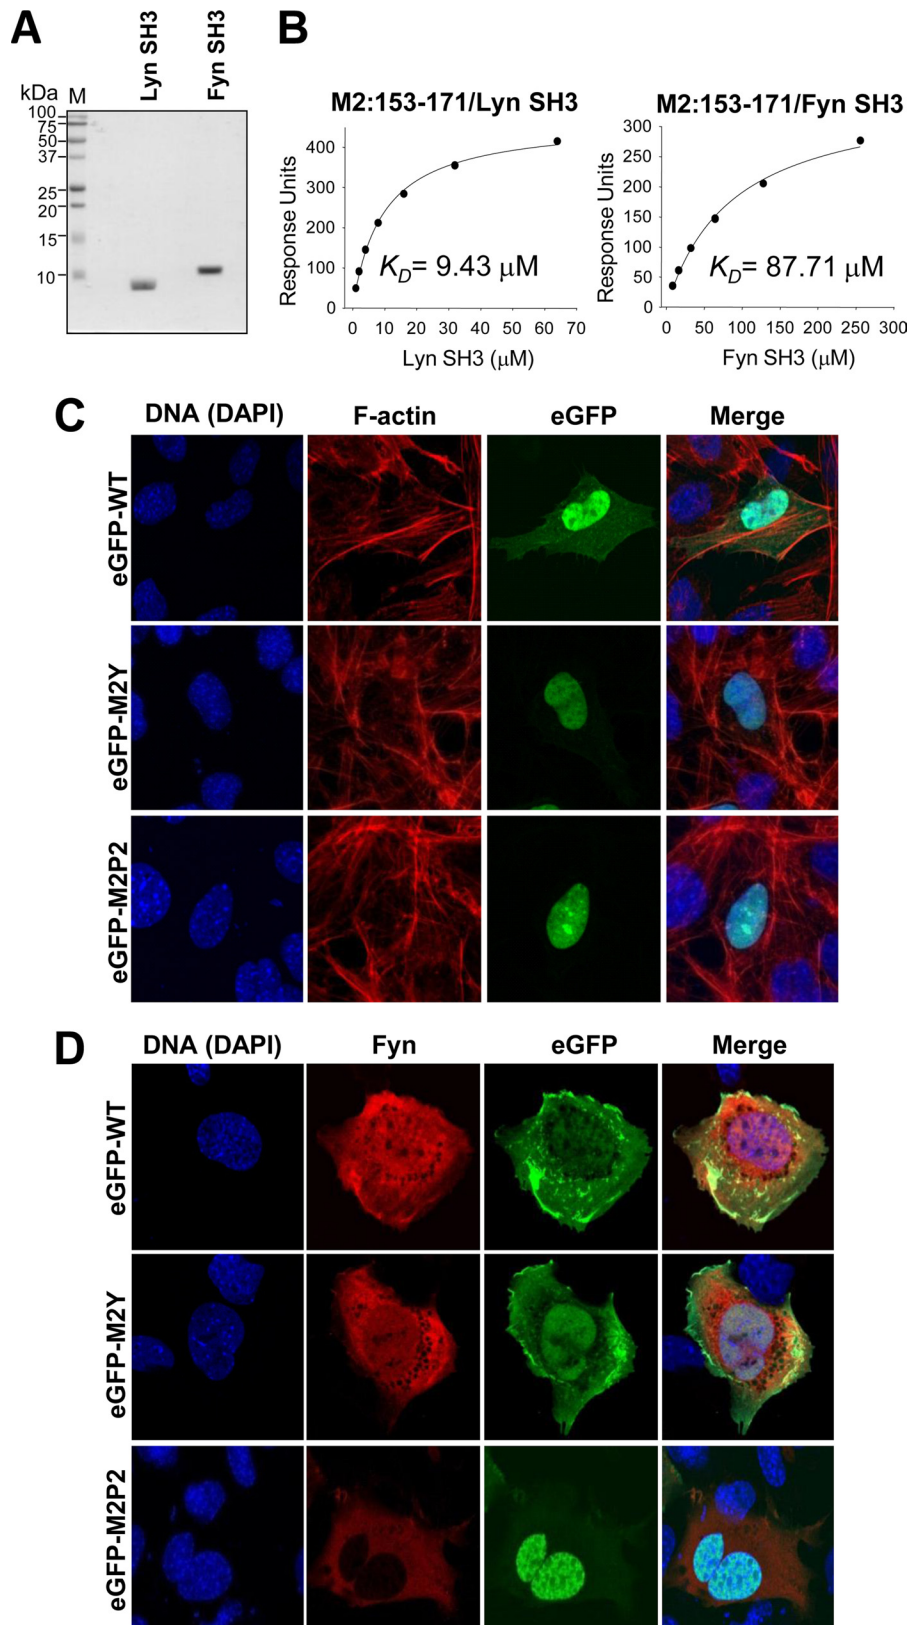 A
Lyn SH3
Fyn SH3
kDa M
100
75
50
37
25
20
15
10
B
M2:153-171/Lyn SH3
Response Units
400
300
200
100
0
K_D= 9.43 μM
0 10 20 30 40 50 60 70
Lyn SH3 (μM)
M2:153-171/Fyn SH3
Response Units
300
250
200
150
100
50
0
K_D= 87.71 μM
0 50 100 150 200 250 300
Fyn SH3 (μM)
C
DNA (DAPI) F-actin eGFP Merge
eGFP-WT
eGFP-M2Y
eGFP-M2P2
D
DNA (DAPI) Fyn eGFP Merge
eGFP-WT
eGFP-M2Y
eGFP-M2P2